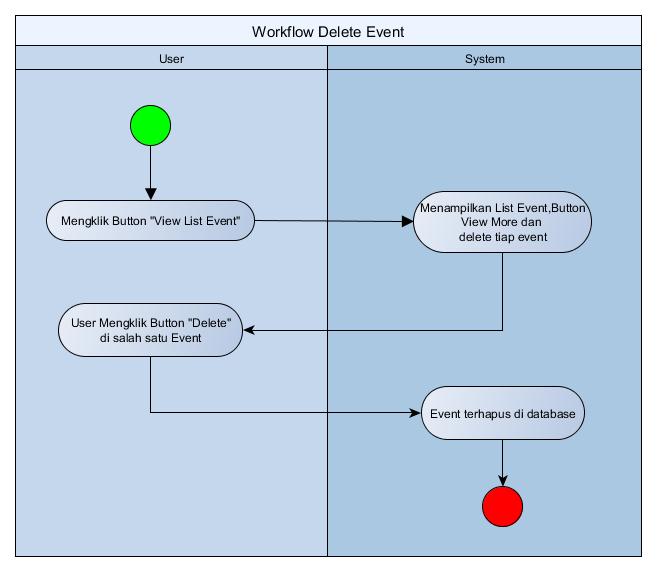 Workflow Delete Event
User
System
Mengklik Button "View List Event"
Menampilkan List Event,Button
View More dan
delete tiap event
User Mengklik Button "Delete"
di salah satu Event
Event terhapus di database